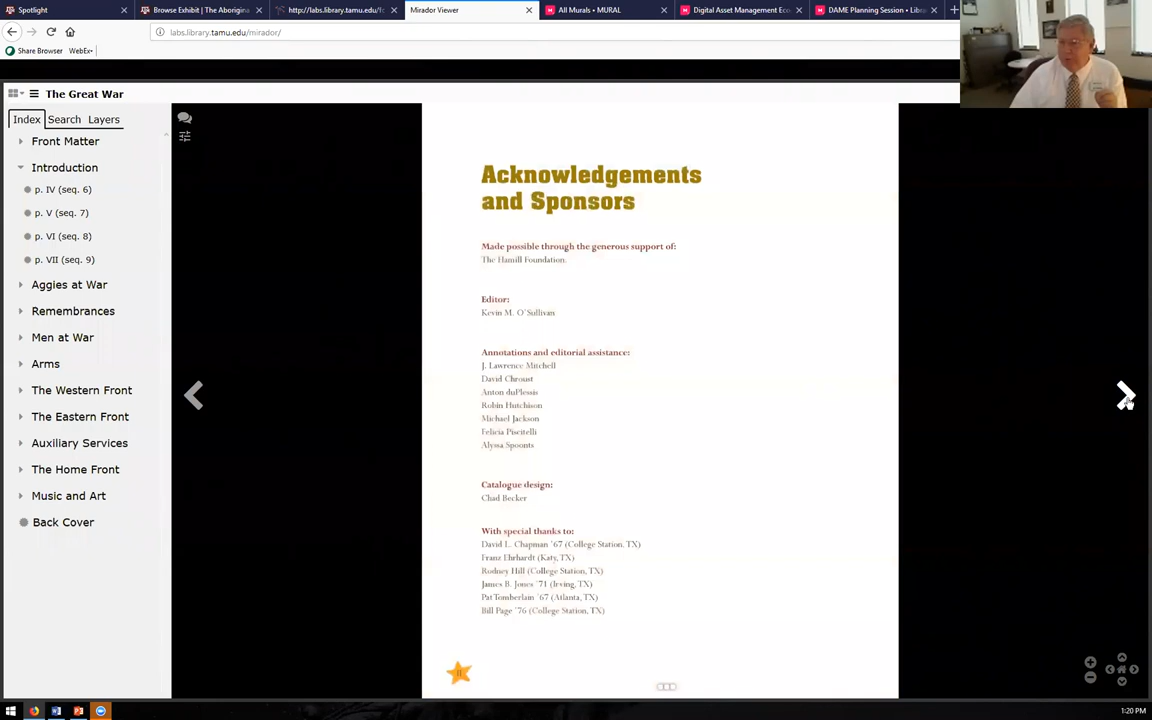 Spotlight
Browse Exhibit | The Aborigina
http://labs.library.tamu.edu/fc
Mirador Viewer
All Murals • MURAL
Digital Asset Management Eco
DAME Planning Session • Libra
labs.library.tamu.edu/mirador/
Share Browser
WebEx
The Great War
Index
Search
Layers
Front Matter
Introduction
p. IV (seq. 6)
p. V (seq. 7)
p. VI (seq. 8)
p. VII (seq. 9)
Aggies at War
Remembrances
Men at War
Arms
The Western Front
The Eastern Front
Auxiliary Services
The Home Front
Music and Art
Back Cover
Acknowledgements
and Sponsors
Made possible through the generous support of:
The Hamill Foundation.
Editor:
Kevin M. O'Sullivan
Annotations and editorial assistance:
J. Lawrence Mitchell
David Chroust
Anton duPlessis
Robin Hutchison
Michael Jackson
Felicia Piscitelli
Alyssa Spoonts
Catalogue design:
Chad Becker
With special thanks to:
David L. Chapman '67 (College Station, TX)
Franz Ehrhardt (Katy, TX)
Rodney Hill (College Station, TX)
James B. Jones '71 (Irving, TX)
Pat Tomberlain '67 (Atlanta, TX)
Bill Page '76 (College Station, TX)
II
1:20 PM